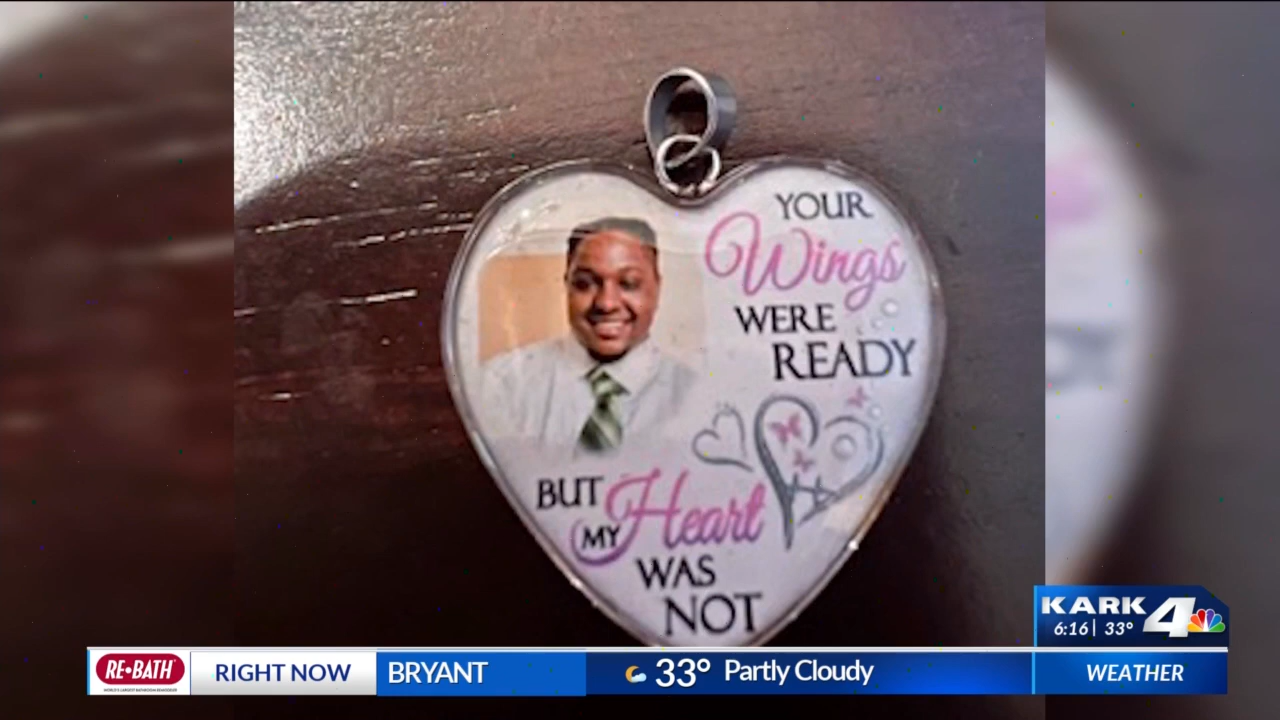 YOUR
Wings
WERE
READY
BUT
MY Heart
WAS
NOT
KARK 4
6:16 | 33°
RE•BATH
RIGHT NOW
BRYANT
33° Partly Cloudy
WEATHER